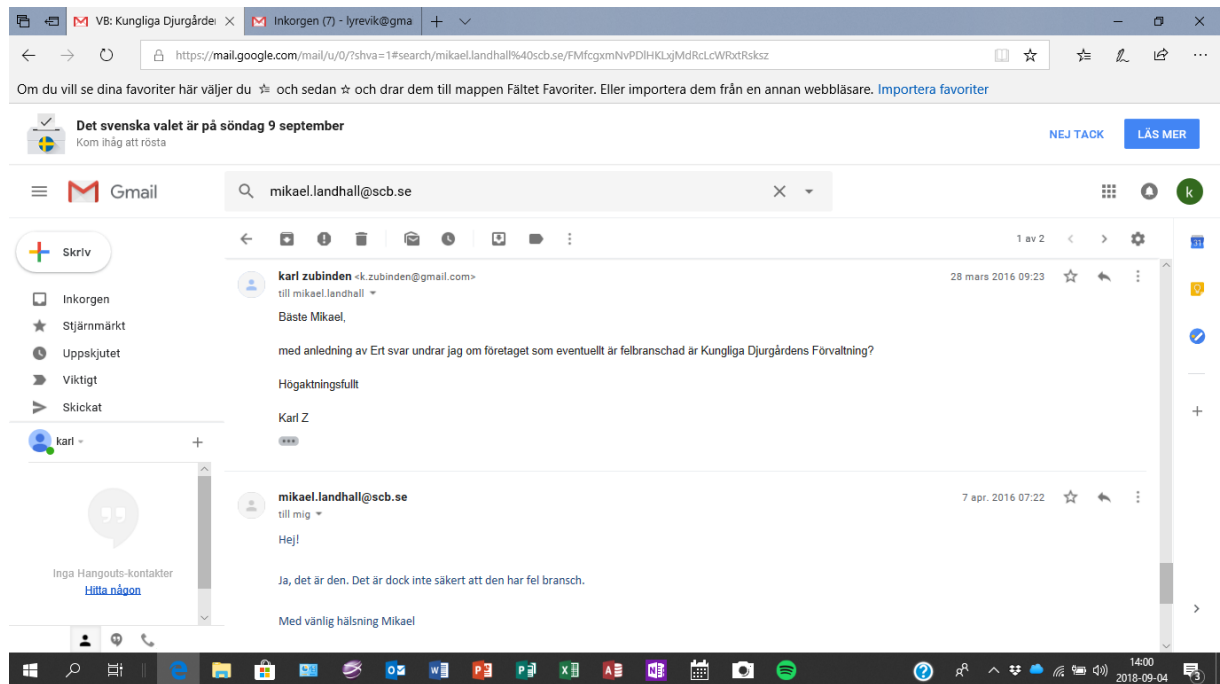 VB: Kungliga Djurgårde
Inkorgen (7) - lyrevik@gma
https://mail.google.com/mail/u/0/?shva=1#search/mikael.landhall%40scb.se/FMfcgxmNvPDlHKLxjMdRcLcWRxtRsksz
Om du vill se dina favoriter här väljer du och sedan ☆ och drar dem till mappen Fältet Favoriter. Eller importera dem från en annan webbläsare. Importera favoriter
Det svenska valet är på söndag 9 september
Kom ihåg att rösta
NEJ TACK
LÄS MER
Gmail
mikael.landhall@scb.se
k
Skriv
1 av 2
31
Inkorgen
Stjärnmärkt
Uppskjutet
Viktigt
Skickat
karl
Inga Hangouts-kontakter
Hitta någon
karl zubinden <k.zubinden@gmail.com>
28 mars 2016 09:23
till mikael.landhall
Bäste Mikael,
med anledning av Ert svar undrar jag om företaget som eventuellt är felbranschad är Kungliga Djurgårdens Förvaltning?
Högaktningsfullt
Karl Z
mikael.landhall@scb.se
7 apr. 2016 07:22
till mig
Hej!
Ja, det är den. Det är dock inte säkert att den har fel bransch.
Med vänlig hälsning Mikael
14:00
2018-09-04
3